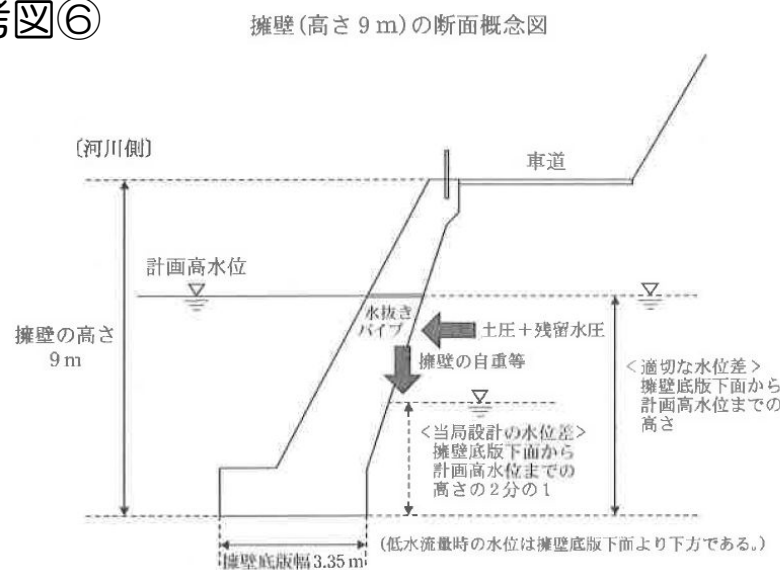 図⑥
擁壁(高さ9m)の断面概念図
〔河川側〕
車道
計画高水位
水抜き
パイプ
土圧+残留水圧
擁壁の高さ
9m
擁壁の自重等
<適切な水位差>
擁壁底版下面から
計画高水位までの
高さ
<当局設計の水位差>
擁壁底版下面から
計画高水位までの
高さの2分の1
(低水流量時の水位は擁壁底版下面より下方である。)
擁壁底版幅3.35m